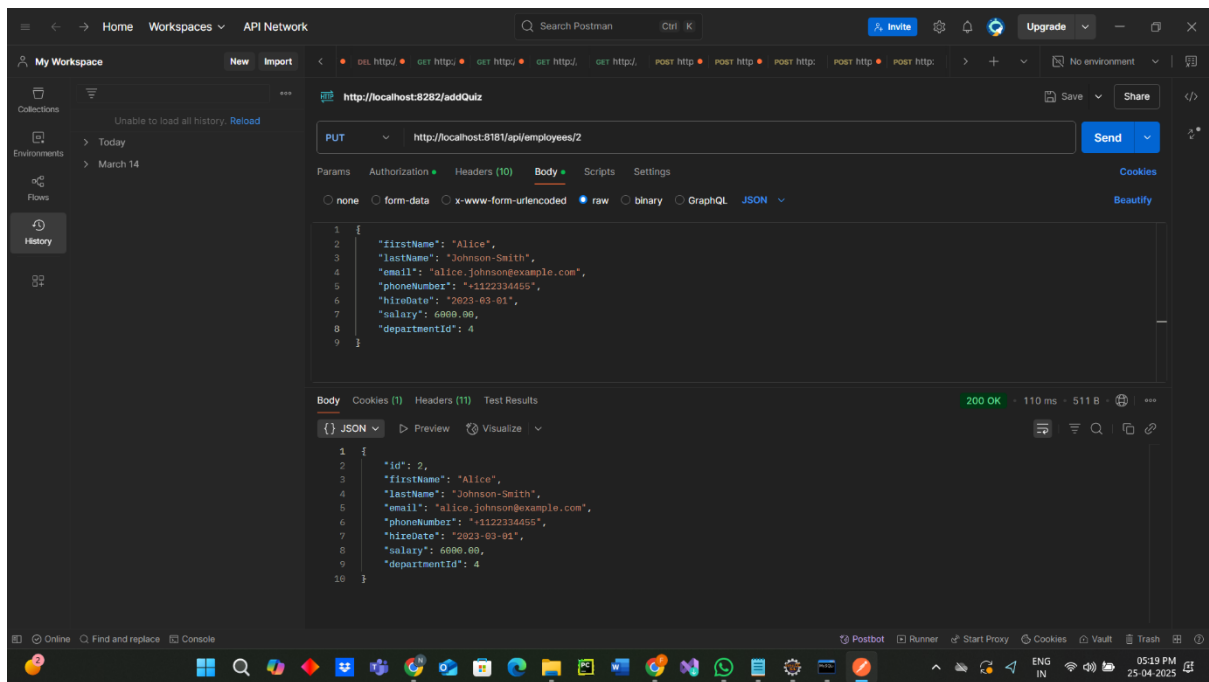 Home Workspaces API Network Search Postman Ctrl K Invite Upgrade
My Workspace New Import DEL http:/ GET http:/ GET http:/ GET http:/, GET http:/, POST http POST http POST http: POST http POST http: No environment
Collections
Environments
Flows
History
Unable to load all history. Reload
Today
March 14
HTTP http://localhost:8282/addQuiz Save Share
PUT http://localhost:8181/api/employees/2 Send
Params Authorization Headers (10) Body Scripts Settings Cookies
none form-data x-www-form-urlencoded raw binary GraphQL JSON Beautify
1 {
2 "firstName": "Alice",
3 "lastName": "Johnson-Smith",
4 "email": "alice.johnson@example.com",
5 "phoneNumber": "+1122334455",
6 "hireDate": "2023-03-01",
7 "salary": 6000.00,
8 "departmentId": 4
9 }
Body Cookies (1) Headers (11) Test Results 200 OK 110 ms 511 B
{} JSON Preview Visualize
1 {
2 "id": 2,
3 "firstName": "Alice",
4 "lastName": "Johnson-Smith",
5 "email": "alice.johnson@example.com",
6 "phoneNumber": "+1122334455",
7 "hireDate": "2023-03-01",
8 "salary": 6000.00,
9 "departmentId": 4
10 }
Online Find and replace Console Postbot Runner Start Proxy Cookies Vault Trash
2 ENG 05:19 PM
IN 25-04-2025